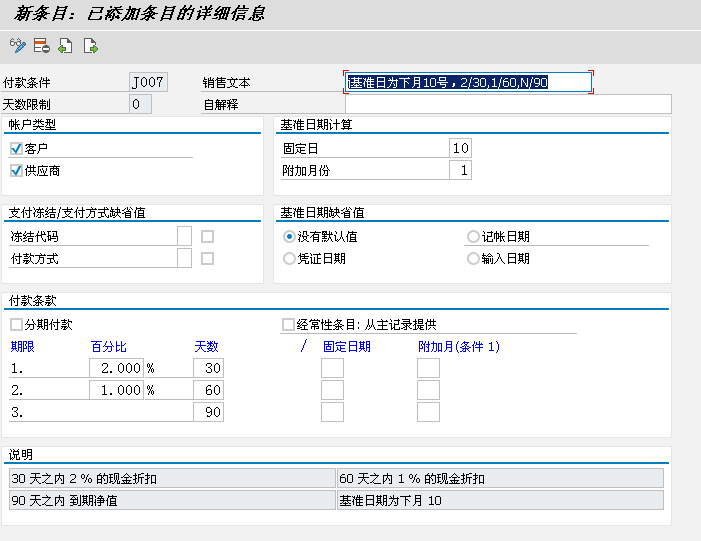 新条目: 已添加条目的详细信息
付款条件 J007 销售文本 基准日为下月10号，2/30,1/60,N/90
天数限制 0 自解释
帐户类型 基准日期计算
客户 固定日 10
供应商 附加月份 1
支付冻结/支付方式缺省值 基准日期缺省值
冻结代码 没有默认值 记帐日期
付款方式 凭证日期 输入日期
付款条款
分期付款 经常性条目: 从主记录提供
期限 百分比 天数 / 固定日期 附加月(条件 1)
1. 2.000 % 30
2. 1.000 % 60
3. 90
说明
30 天之内 2 % 的现金折扣 60 天之内 1 % 的现金折扣
90 天之内 到期净值 基准日期为下月 10